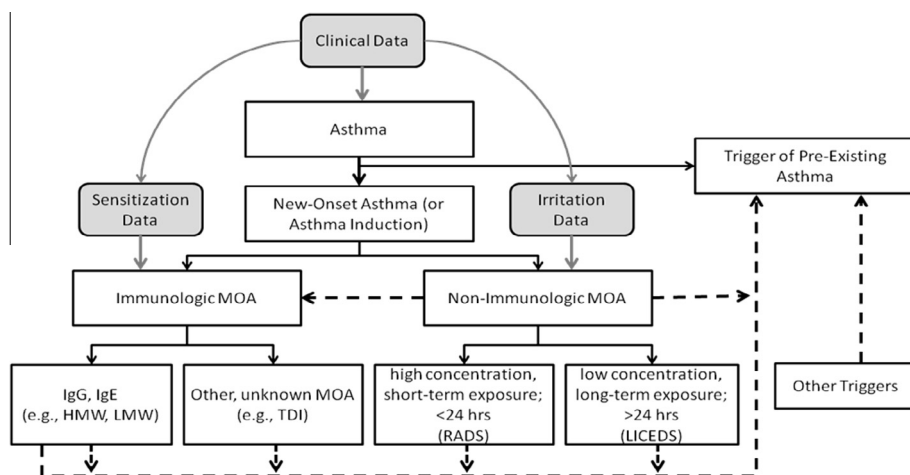 Clinical Data
Asthma
Trigger of Pre-Existing
Asthma
Sensitization
Data
New-Onset Asthma (or
Asthma Induction)
Irritation
Data
Immunologic MOA
Non-Immunologic MOA
IgG, IgE
(e.g., HMW, LMW)
Other, unknown MOA
(e.g., TDI)
high concentration,
short-term exposure;
<24 hrs
(RADS)
low concentration,
long-term exposure;
>24 hrs
(LICEDS)
Other Triggers